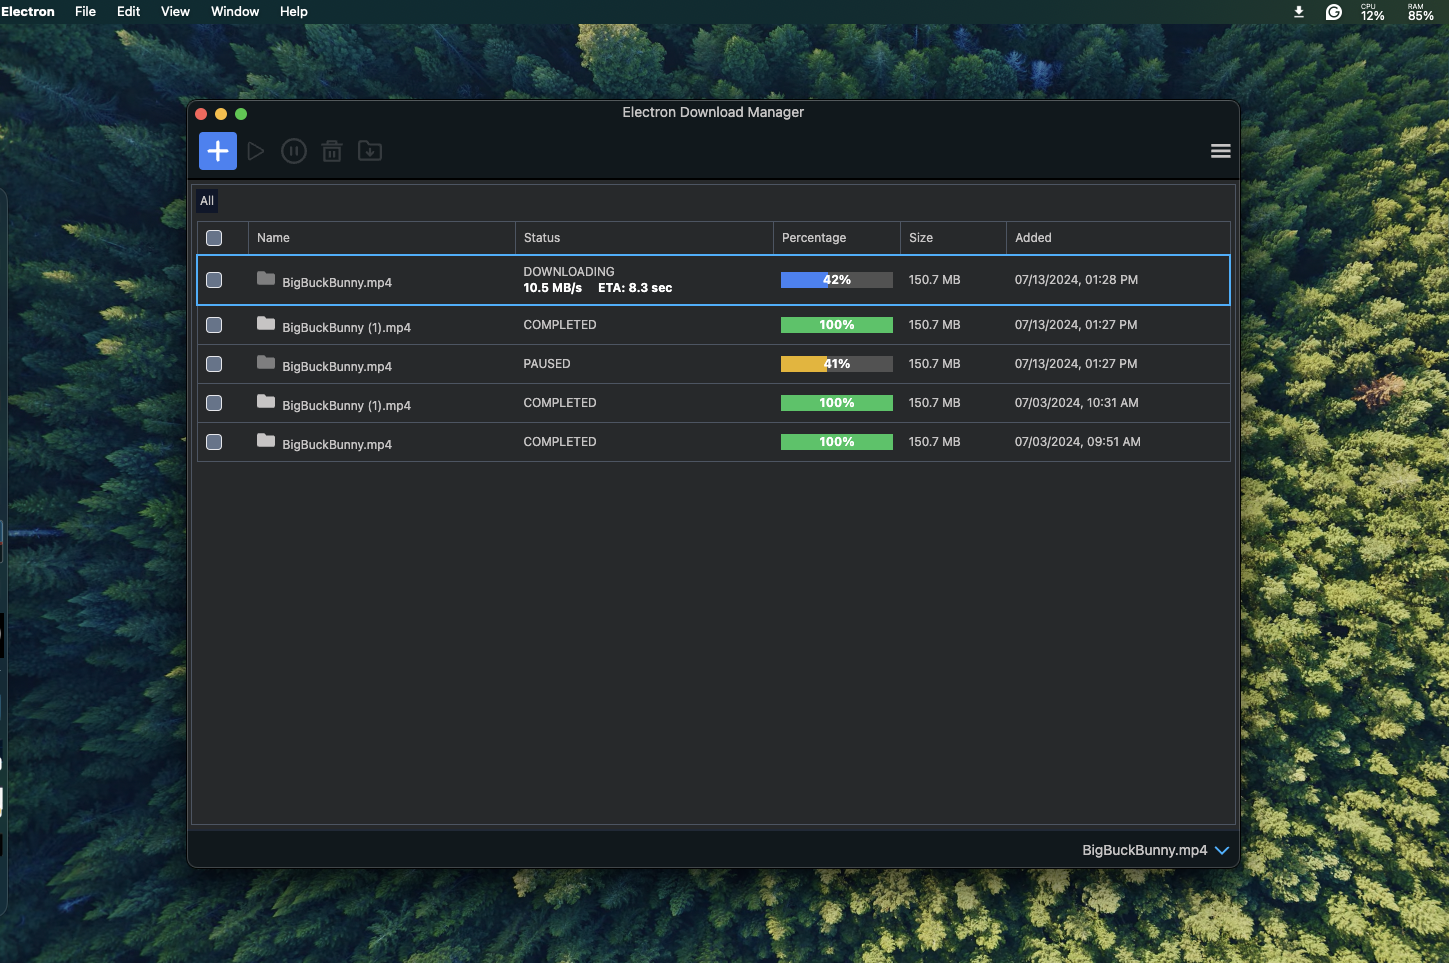 Electron File Edit View Window Help CPU 12% RAM 85%
Electron Download Manager
All
Name Status Percentage Size Added
BigBuckBunny.mp4 DOWNLOADING 10.5 MB/s ETA: 8.3 sec 42% 150.7 MB 07/13/2024, 01:28 PM
BigBuckBunny (1).mp4 COMPLETED 100% 150.7 MB 07/13/2024, 01:27 PM
BigBuckBunny.mp4 PAUSED 41% 150.7 MB 07/13/2024, 01:27 PM
BigBuckBunny (1).mp4 COMPLETED 100% 150.7 MB 07/03/2024, 10:31 AM
BigBuckBunny.mp4 COMPLETED 100% 150.7 MB 07/03/2024, 09:51 AM
BigBuckBunny.mp4